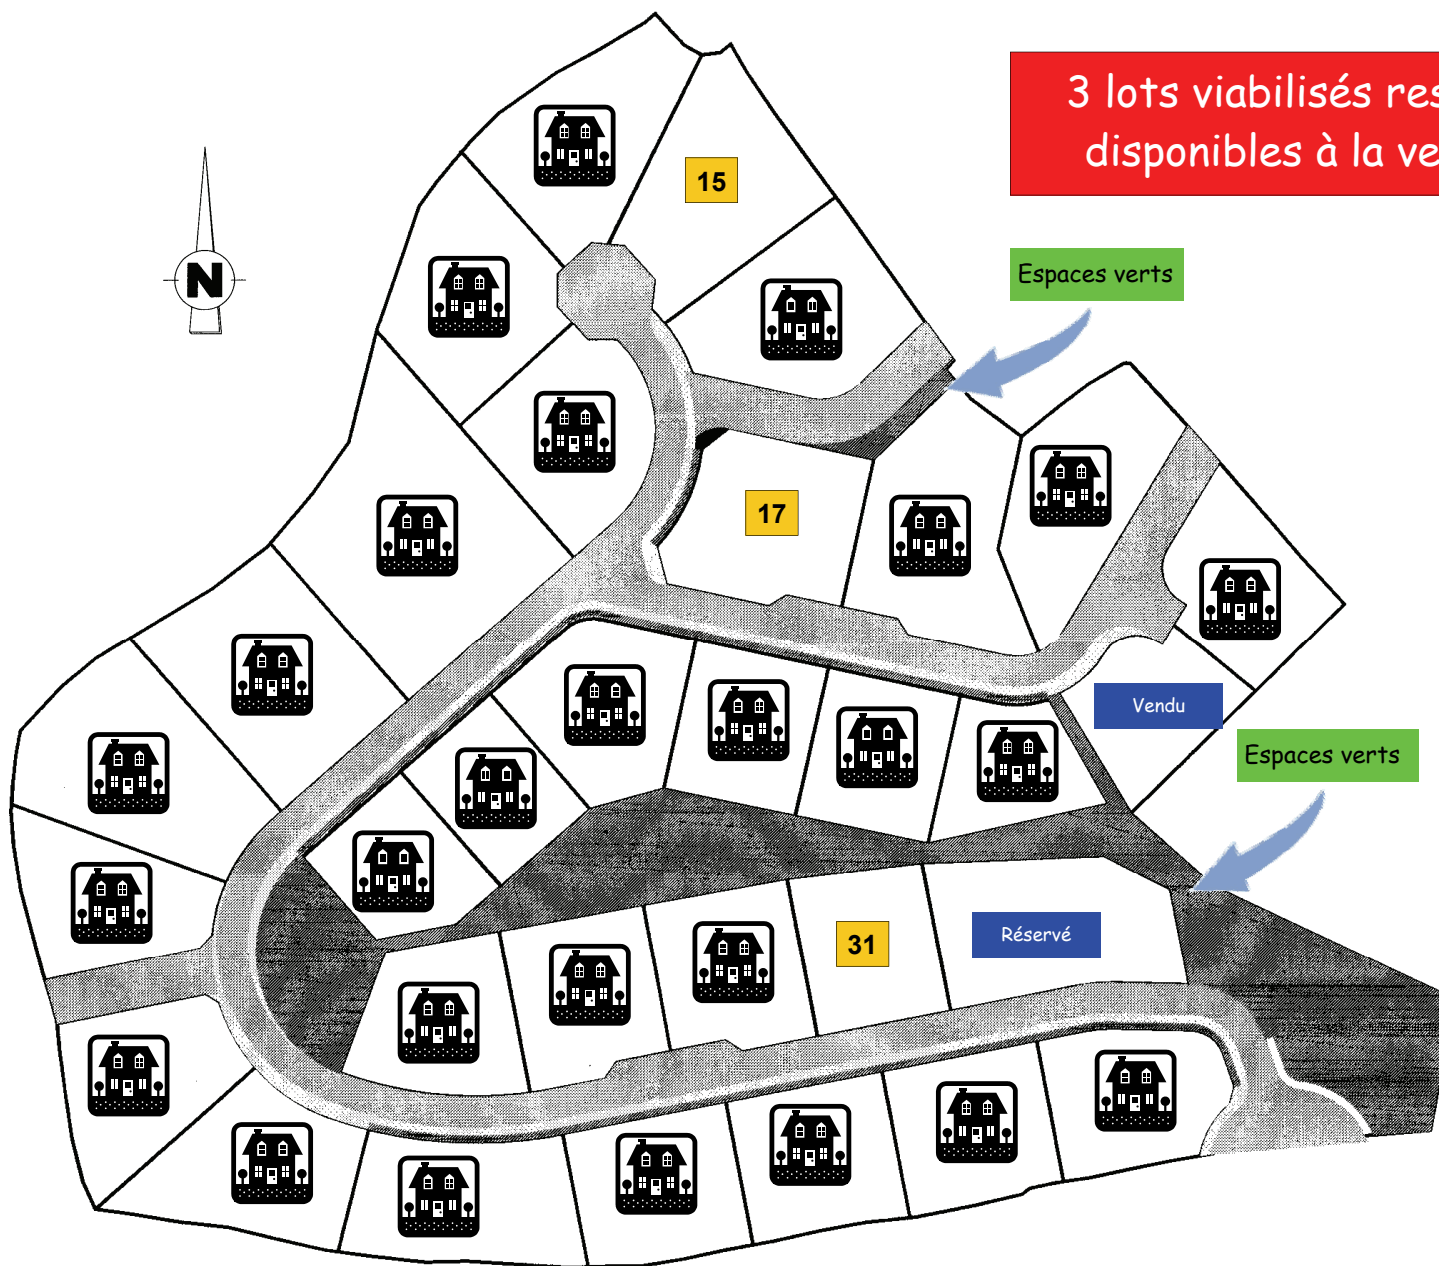 3 lots viabilisés res
disponibles à la ve
15
N
Espaces verts
17
Vendu
Espaces verts
31
Réservé